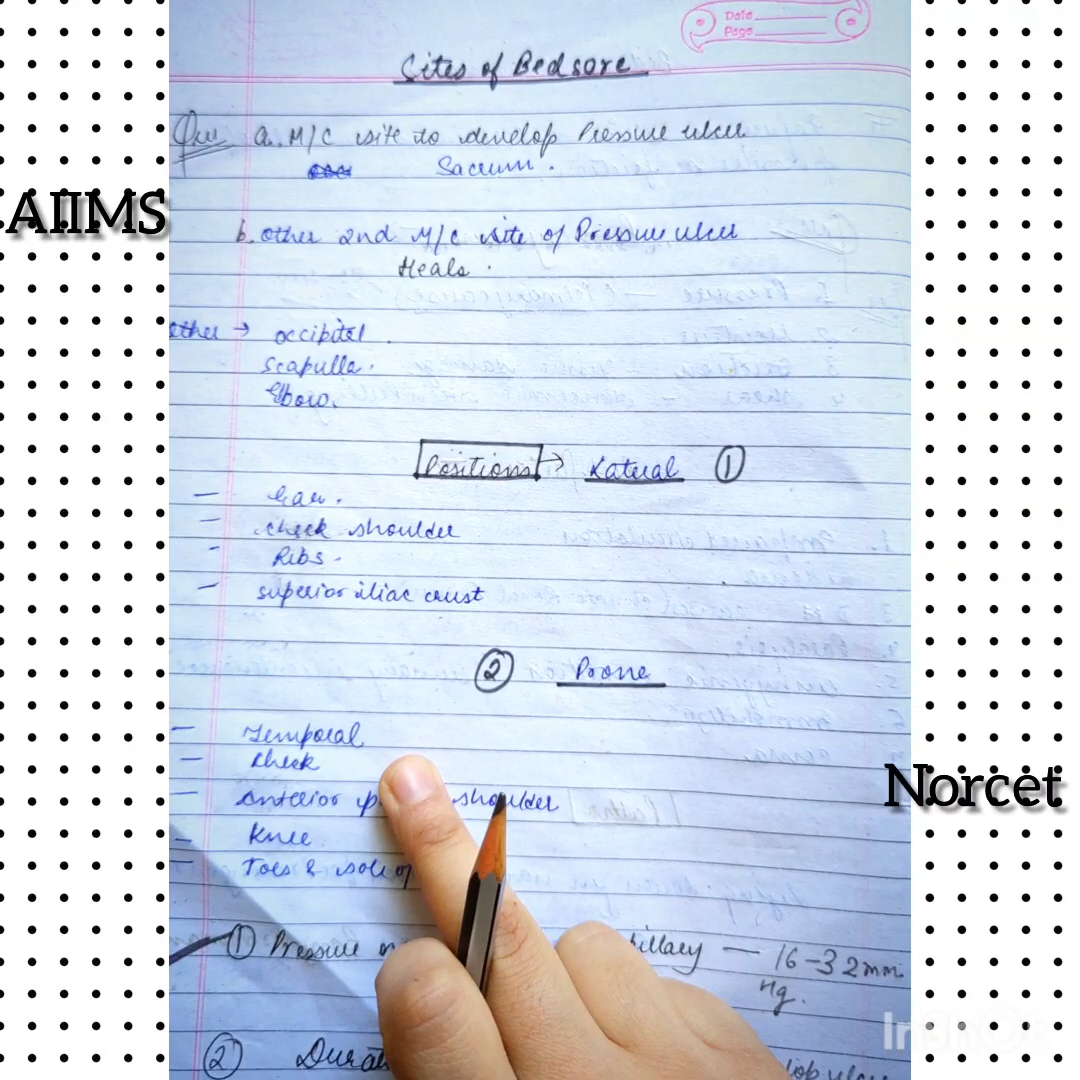 Date
Page
Sites of Bedsore
Que a. M/C site to develop Pressure ulcer
Sacrum.
AIIMS
b. Other 2nd M/C site of Pressure ulcer
Heals.
other → occipital.
Scapulla.
Elbow.
Positions → Lateral ①
– Ear.
– cheek shoulder
– Ribs.
– superior iliac crust
② Prone
– Temporal
– cheek
– Anterior shoulder
– Knee
– Toes & sole of
Norcet
① Pressure – 16–32 mm
Hg.
②